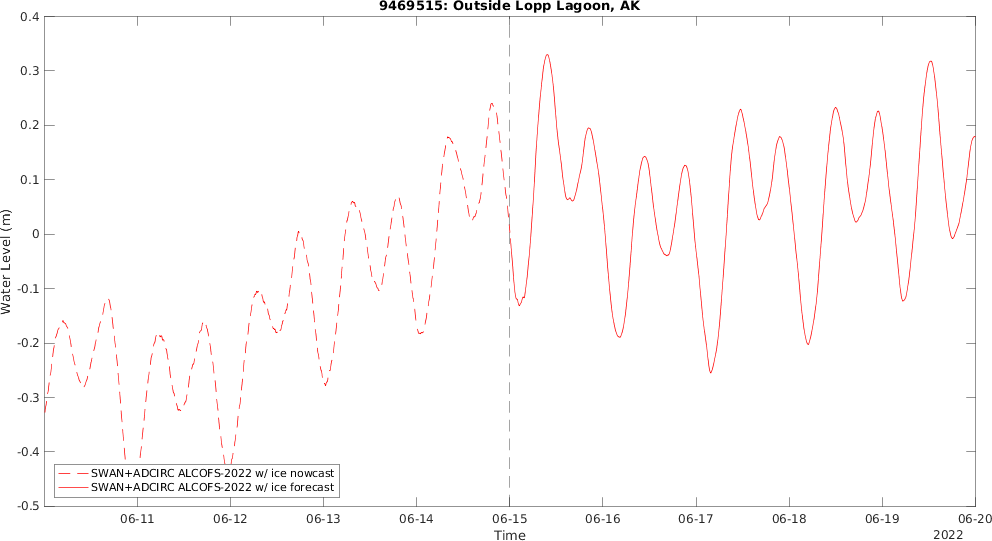 9469515: Outside Lopp Lagoon, AK
0.4
0.3
0.2
0.1
0
-0.1
-0.2
-0.3
-0.4
-0.5
Water Level (m)
SWAN+ADCIRC ALCOFS-2022 w/ ice nowcast
SWAN+ADCIRC ALCOFS-2022 w/ ice forecast
06-11 06-12 06-13 06-14 06-15 06-16 06-17 06-18 06-19 06-20
Time
2022